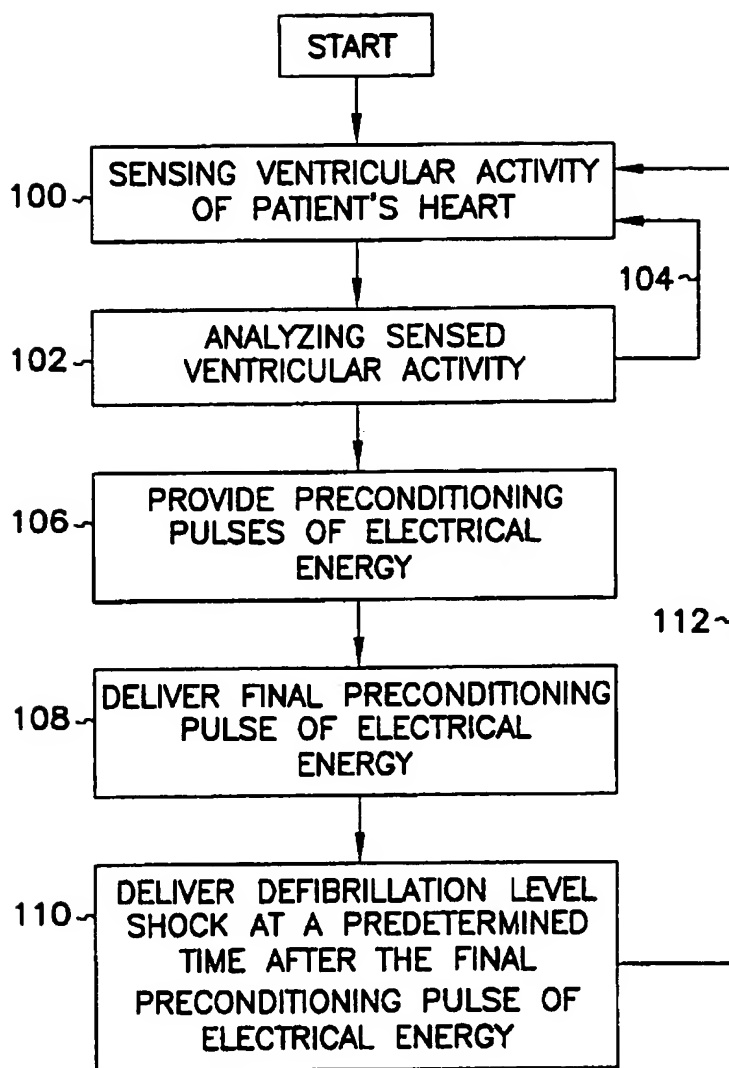 START
SENSING VENTRICULAR ACTIVITY
OF PATIENT'S HEART
100
104
ANALYZING SENSED
VENTRICULAR ACTIVITY
102
PROVIDE PRECONDITIONING
PULSES OF ELECTRICAL
ENERGY
106
112
DELIVER FINAL PRECONDITIONING
PULSE OF ELECTRICAL
ENERGY
108
DELIVER DEFIBRILLATION LEVEL
SHOCK AT A PREDETERMINED
TIME AFTER THE FINAL
PRECONDITIONING PULSE OF
ELECTRICAL ENERGY
110